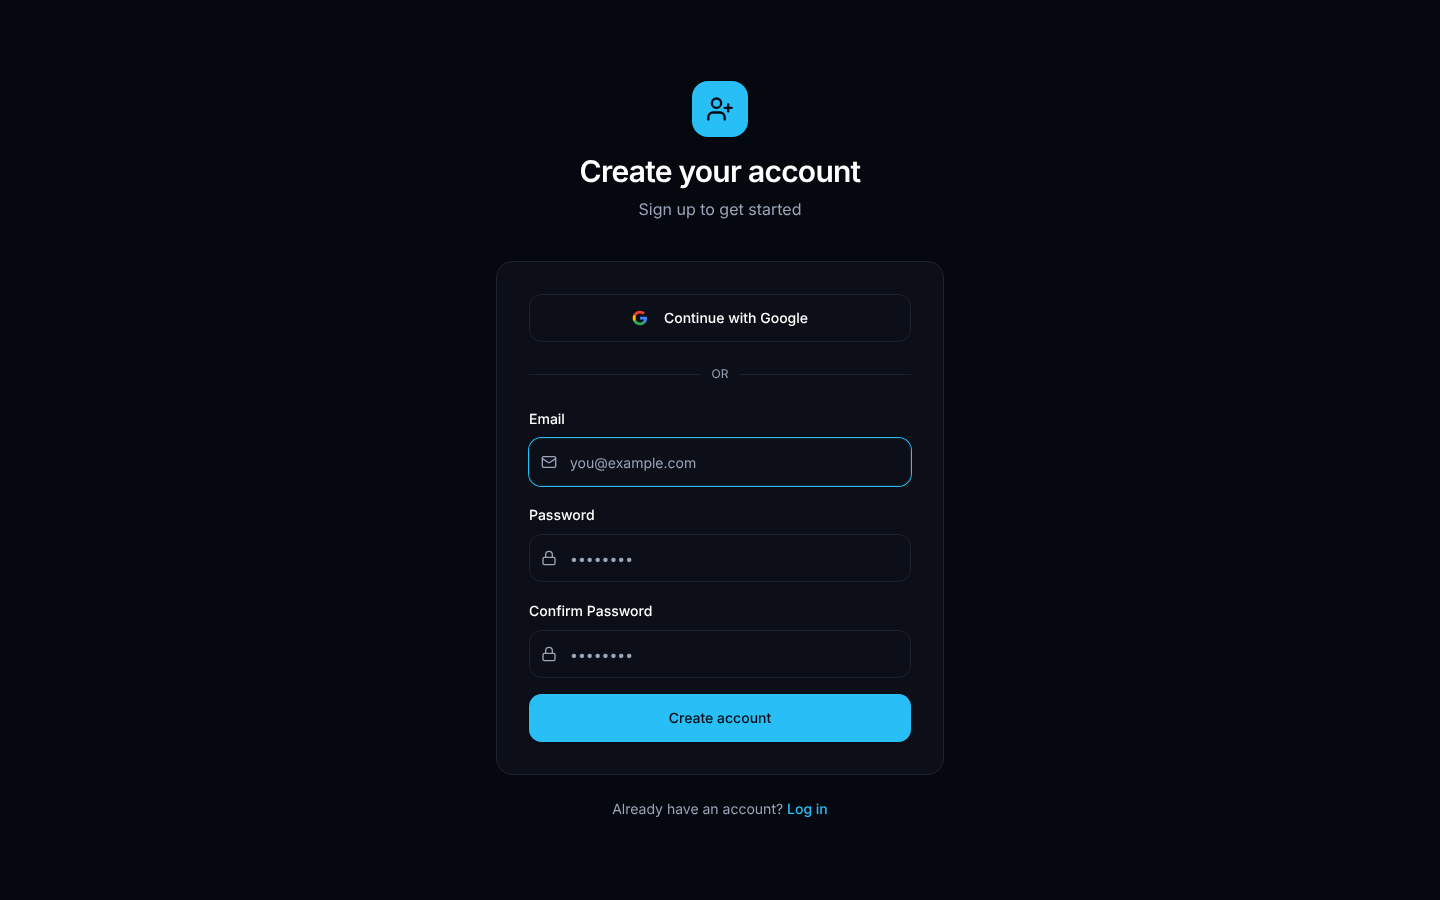 Create your account
Sign up to get started
Continue with Google
OR
Email
you@example.com
Password
••••••••
Confirm Password
••••••••
Create account
Already have an account? Log in